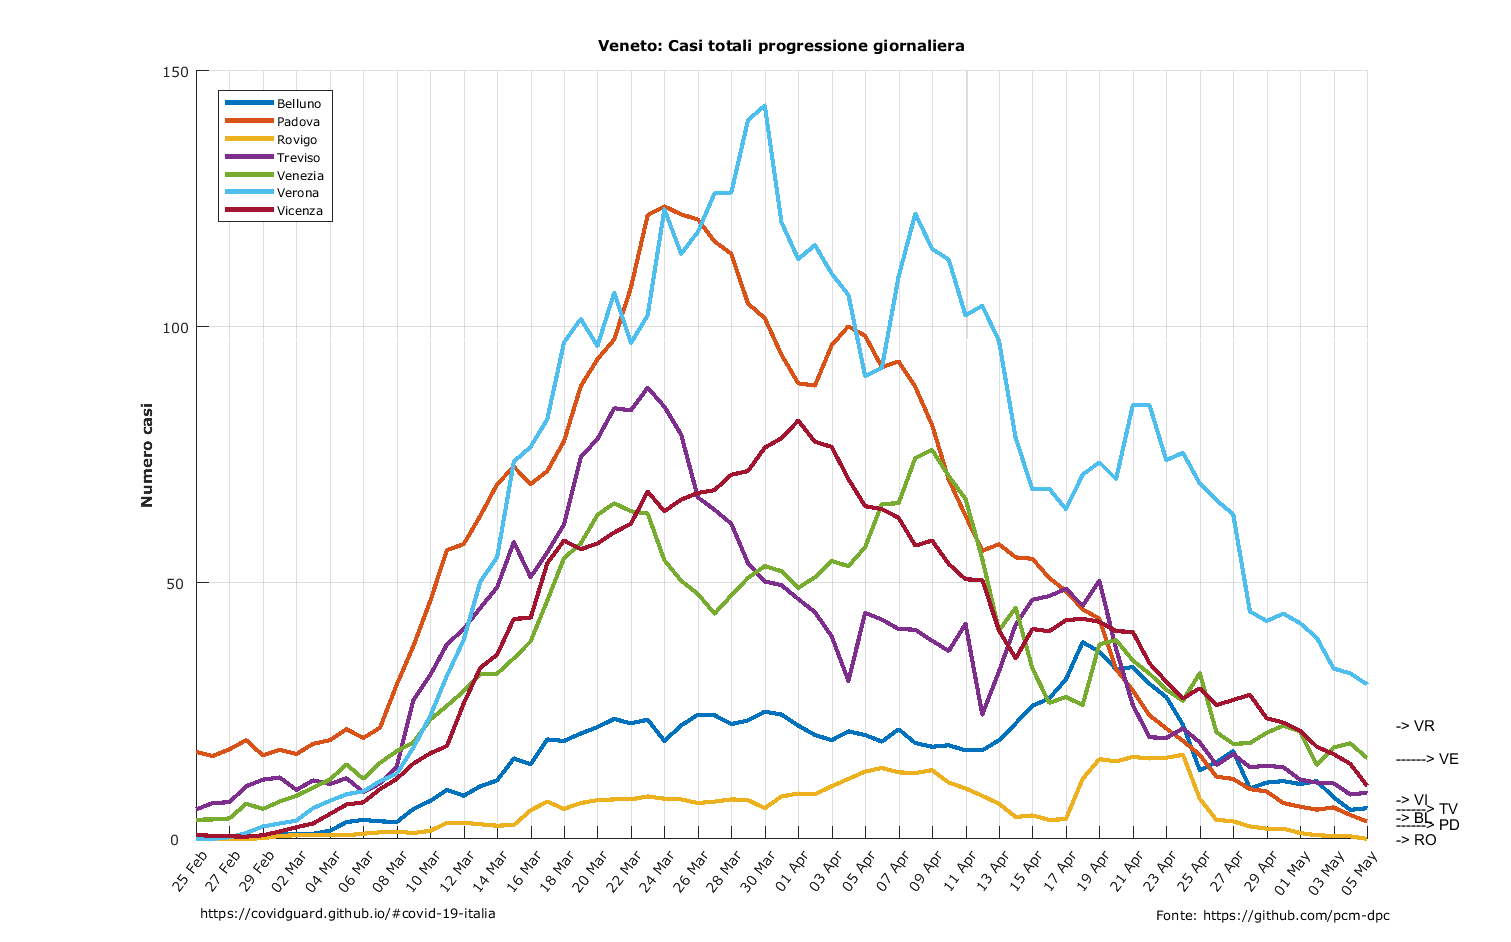 Veneto: Casi totali progressione giornaliera
150
100
50
0
Numero casi
Belluno
Padova
Rovigo
Treviso
Venezia
Verona
Vicenza
25 Feb
27 Feb
29 Feb
02 Mar
04 Mar
06 Mar
08 Mar
10 Mar
12 Mar
14 Mar
16 Mar
18 Mar
20 Mar
22 Mar
24 Mar
26 Mar
28 Mar
30 Mar
01 Apr
03 Apr
05 Apr
07 Apr
09 Apr
11 Apr
13 Apr
15 Apr
17 Apr
19 Apr
21 Apr
23 Apr
25 Apr
27 Apr
29 Apr
01 May
03 May
05 May
-> VR
------> VE
-> VI
------> TV
-> BL
------> PD
-> RO
https://covidguard.github.io/#covid-19-italia
Fonte: https://github.com/pcm-dpc